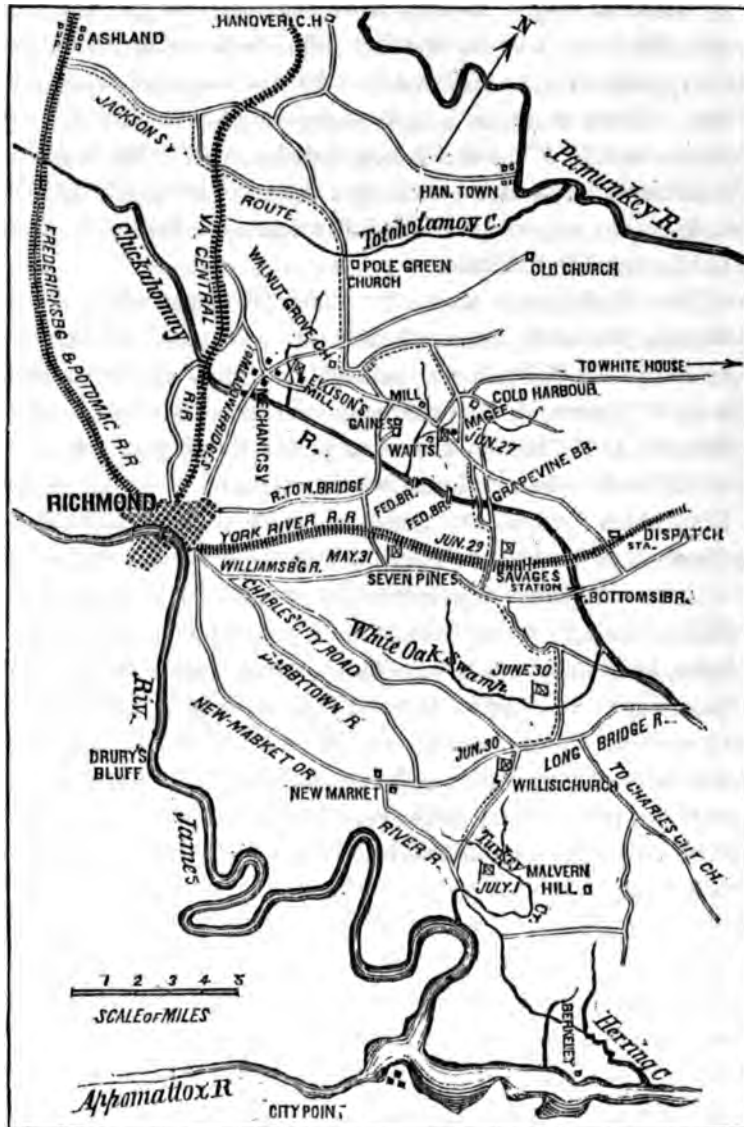 HANOVER C.H
ASHLAND
N
JACKSON'S
ROUTE
HAN. TOWN
Pamunkey R.
Totoholamoy C.
Chickahominy
R.
VA. CENTRAL
R.R
FREDERICKSBG & POTOMAC R.R
WALNUT GROVE CH.
POLE GREEN
CHURCH
OLD CHURCH
ELLISON'S
MILL
MECHANICSV
TO WHITE HOUSE
MILL
COLD HARBOUR.
GAINES
MAGEE
WATTS
JUN. 27
GRAPEVINE BR.
FED. BR.
FED. BR.
RICHMOND
R. TO N. BRIDGE
YORK RIVER R.R
MAY. 31
JUN. 29
DISPATCH
STA.
WILLIAMSBG R.
SEVEN PINES
SAVAGES
STATION
BOTTOMS BR.
CHARLES CITY ROAD
White Oak Swamp
JUNE 30
DARBYTOWN R.
NEW-MARKET OR
RIVER R.
JUN. 30
LONG BRIDGE R.
WILLIS CHURCH
TO CHARLES CITY CH.
DRURY'S
BLUFF
James
Riv.
NEW MARKET
Turkey
Cr.
MALVERN
HILL
JULY. 1
1 2 3 4 5
SCALE OF MILES
BERKELEY
Herring C.
Appomattox R
CITY POIN